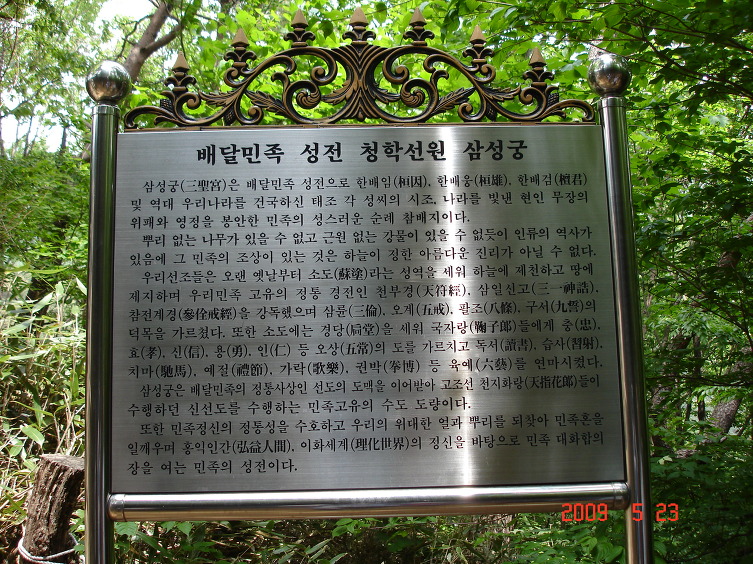 배달민족 성전 청학선원 삼성궁
삼성궁(三聖宮)은 배달민족 성전으로 한배임(桓因), 한배웅(桓雄), 한배검(檀君)
및 역대 우리나라를 건국하신 태조 각 성씨의 시조, 나라를 빛낸 현인 무장의
위패와 영정을 봉안한 민족의 성스러운 순례 참배지이다.
뿌리 없는 나무가 있을 수 없고 근원 없는 강물이 있을 수 없듯이 인류의 역사가
있음에 그 민족의 조상이 있는 것은 하늘이 정한 아름다운 진리가 아닐 수 없다.
우리선조들은 오랜 옛날부터 소도(蘇塗)라는 성역을 세워 하늘에 제천하고 땅에
제지하며 우리민족 고유의 정통 경전인 천부경(天符經), 삼일신고(三一神誥),
참전계경(參佺戒經)을 강독했으며 삼륜(三倫), 오계(五戒), 팔조(八條), 구서(九誓)의
덕목을 가르쳤다. 또한 소도에는 경당(扃堂)을 세워 국자랑(鞠子郞)들에게 충(忠),
효(孝), 신(信), 용(勇), 인(仁) 등 오상(五常)의 도를 가르치고 독서(讀書), 습사(習射),
치마(馳馬), 예절(禮節), 가락(歌樂), 권박(拳博) 등 육예(六藝)를 연마시켰다.
삼성궁은 배달민족의 정통사상인 선도의 도맥을 이어받아 고조선 천지화랑(天指花郎)들이
수행하던 신선도를 수행하는 민족고유의 수도 도량이다.
또한 민족정신의 정통성을 수호하고 우리의 위대한 얼과 뿌리를 되찾아 민족혼을
일깨우며 홍익인간(弘益人間), 이화세계(理化世界)의 정신을 바탕으로 민족 대화합의
장을 여는 민족의 성전이다.
2009 5 23